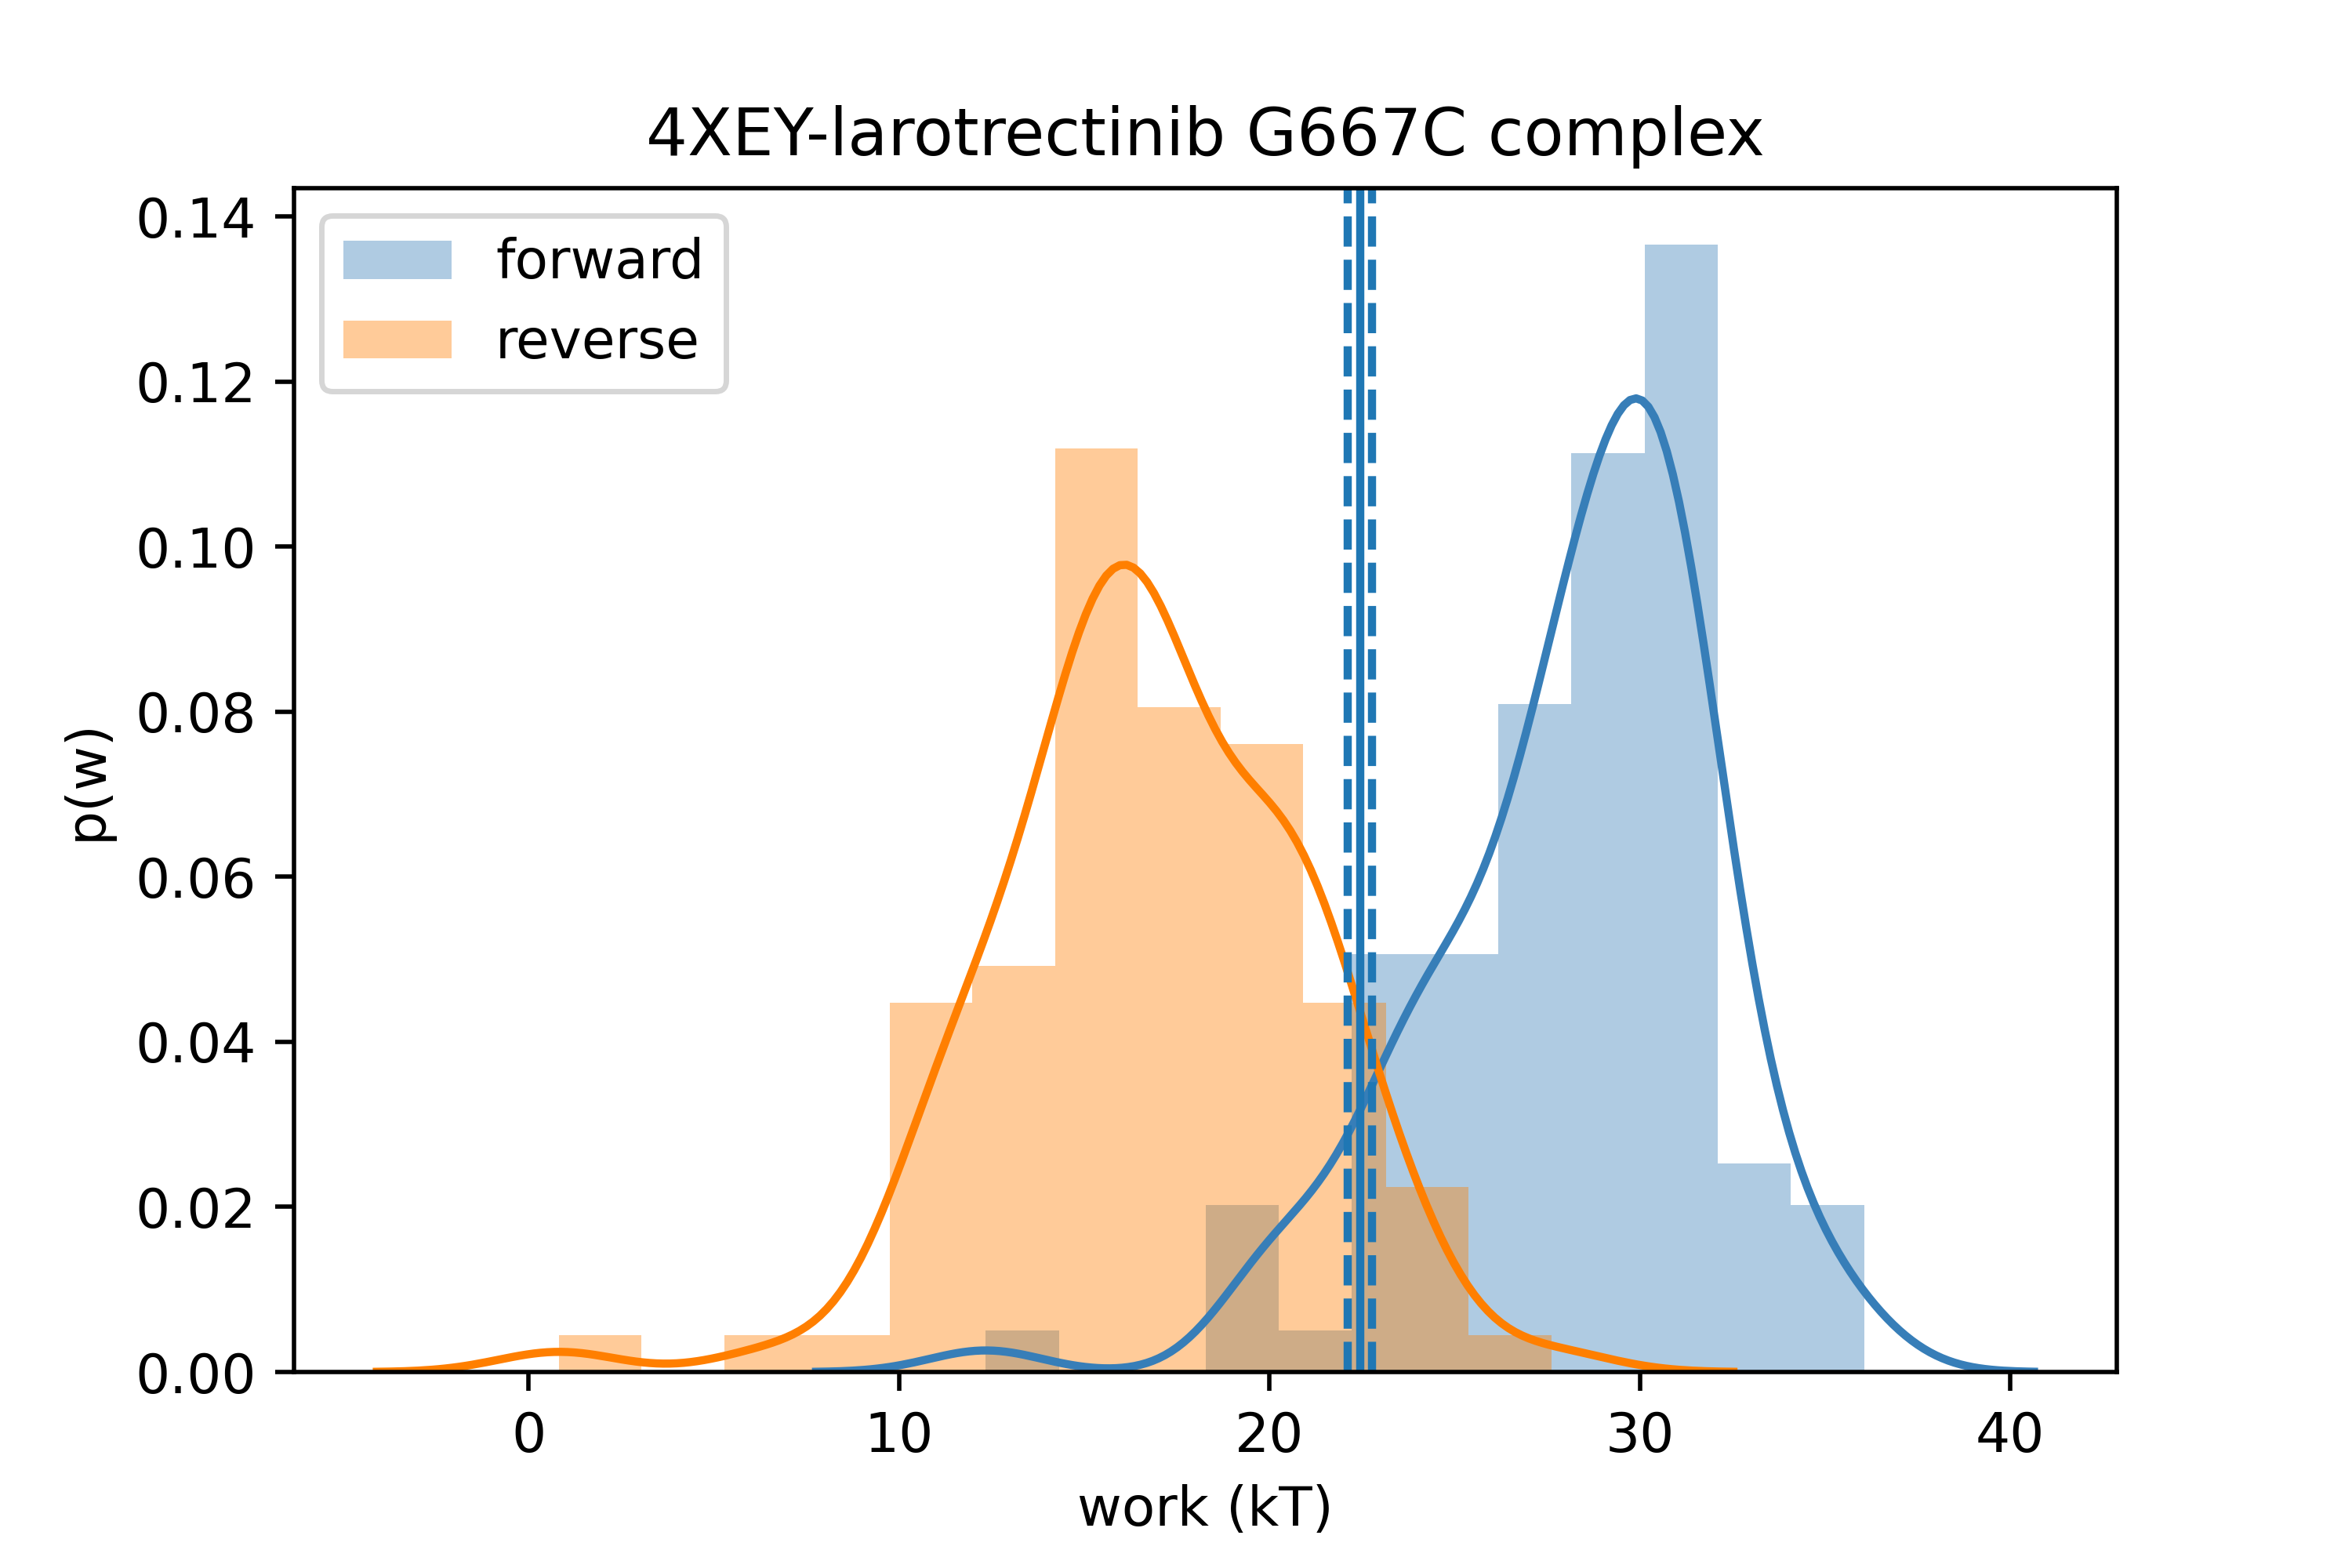 4XEY-larotrectinib G667C complex
forward
reverse
p(w)
0.14
0.12
0.10
0.08
0.06
0.04
0.02
0.00
0 10 20 30 40
work (kT)